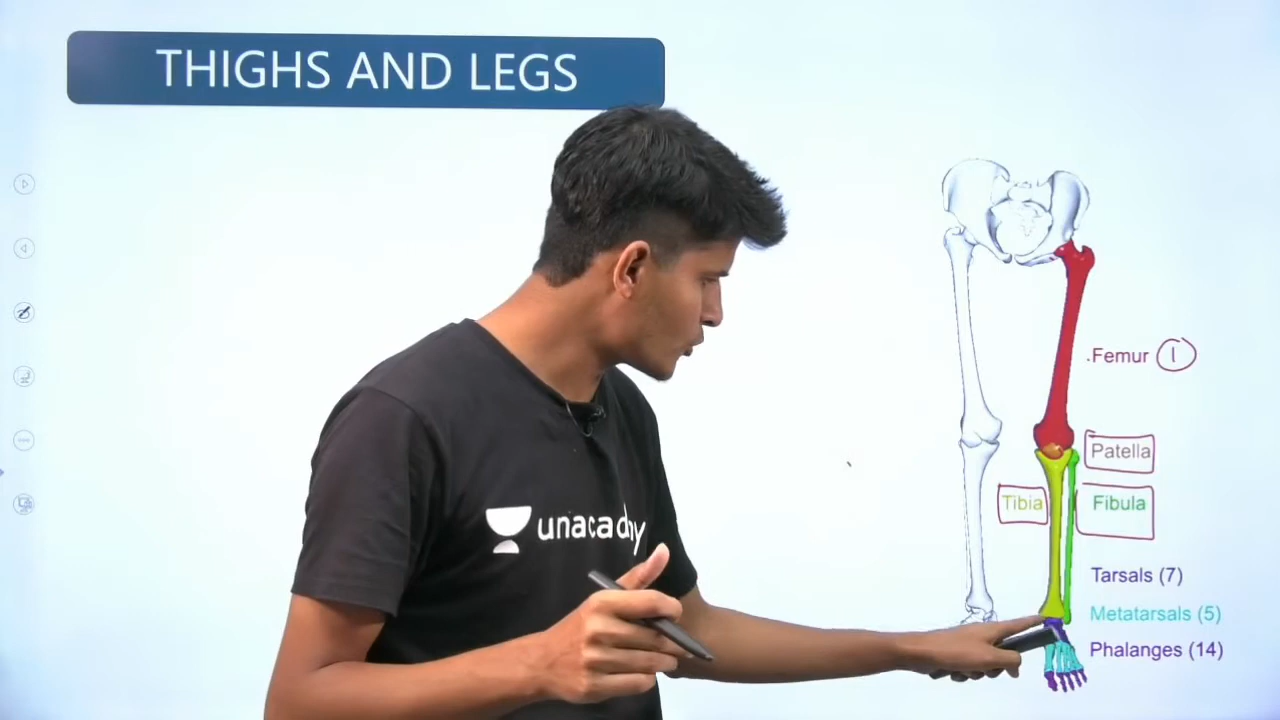 THIGHS AND LEGS
unacademy
.Femur 1
Patella
Tibia
Fibula
Tarsals (7)
Metatarsals (5)
Phalanges (14)